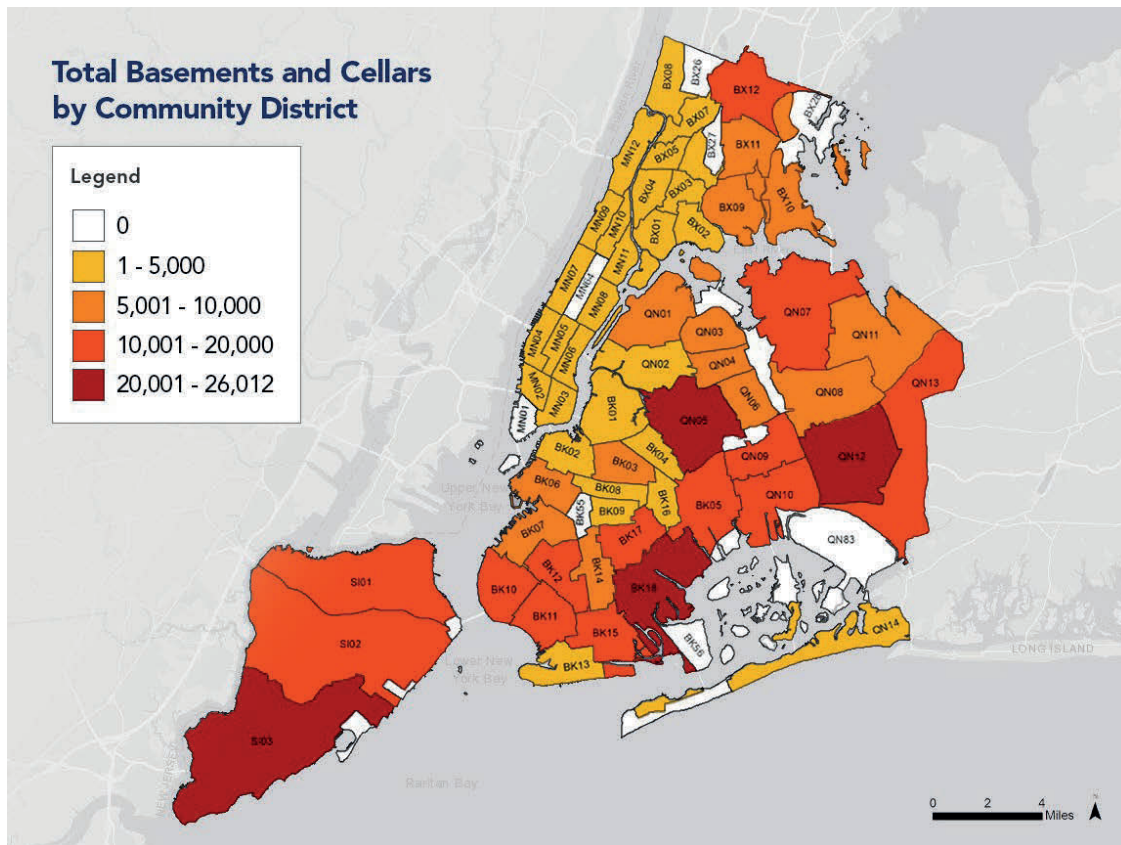 Total Basements and Cellars
by Community District
Legend
0
1 - 5,000
5,001 - 10,000
10,001 - 20,000
20,001 - 26,012
BX08
BX26
BX12
BX28
BX07
BX27
MN12
BX05
BX11
BX04
BX03
BX10
BX09
MN09
MN10
BX01
BX02
MN11
MN07
MN64
MN08
QN07
QN01
QN03
QN11
MN04
MN05
MN06
QN02
QN04
QN13
QN08
QN06
MN02
MN03
MN01
BK01
QN05
BK02
BK04
BK03
QN09
QN12
BK06
BK08
BK16
BK05
QN10
BK55
BK09
BK07
BK17
QN83
BK12
BK14
BK18
BK10
BK11
BK15
BK56
BK13
QN14
SI01
SI02
SI03
Upper New
York Bay
Lower New
York Bay
LONG ISLAND
NEW JERSEY
Raritan Bay
0 2 4
Miles